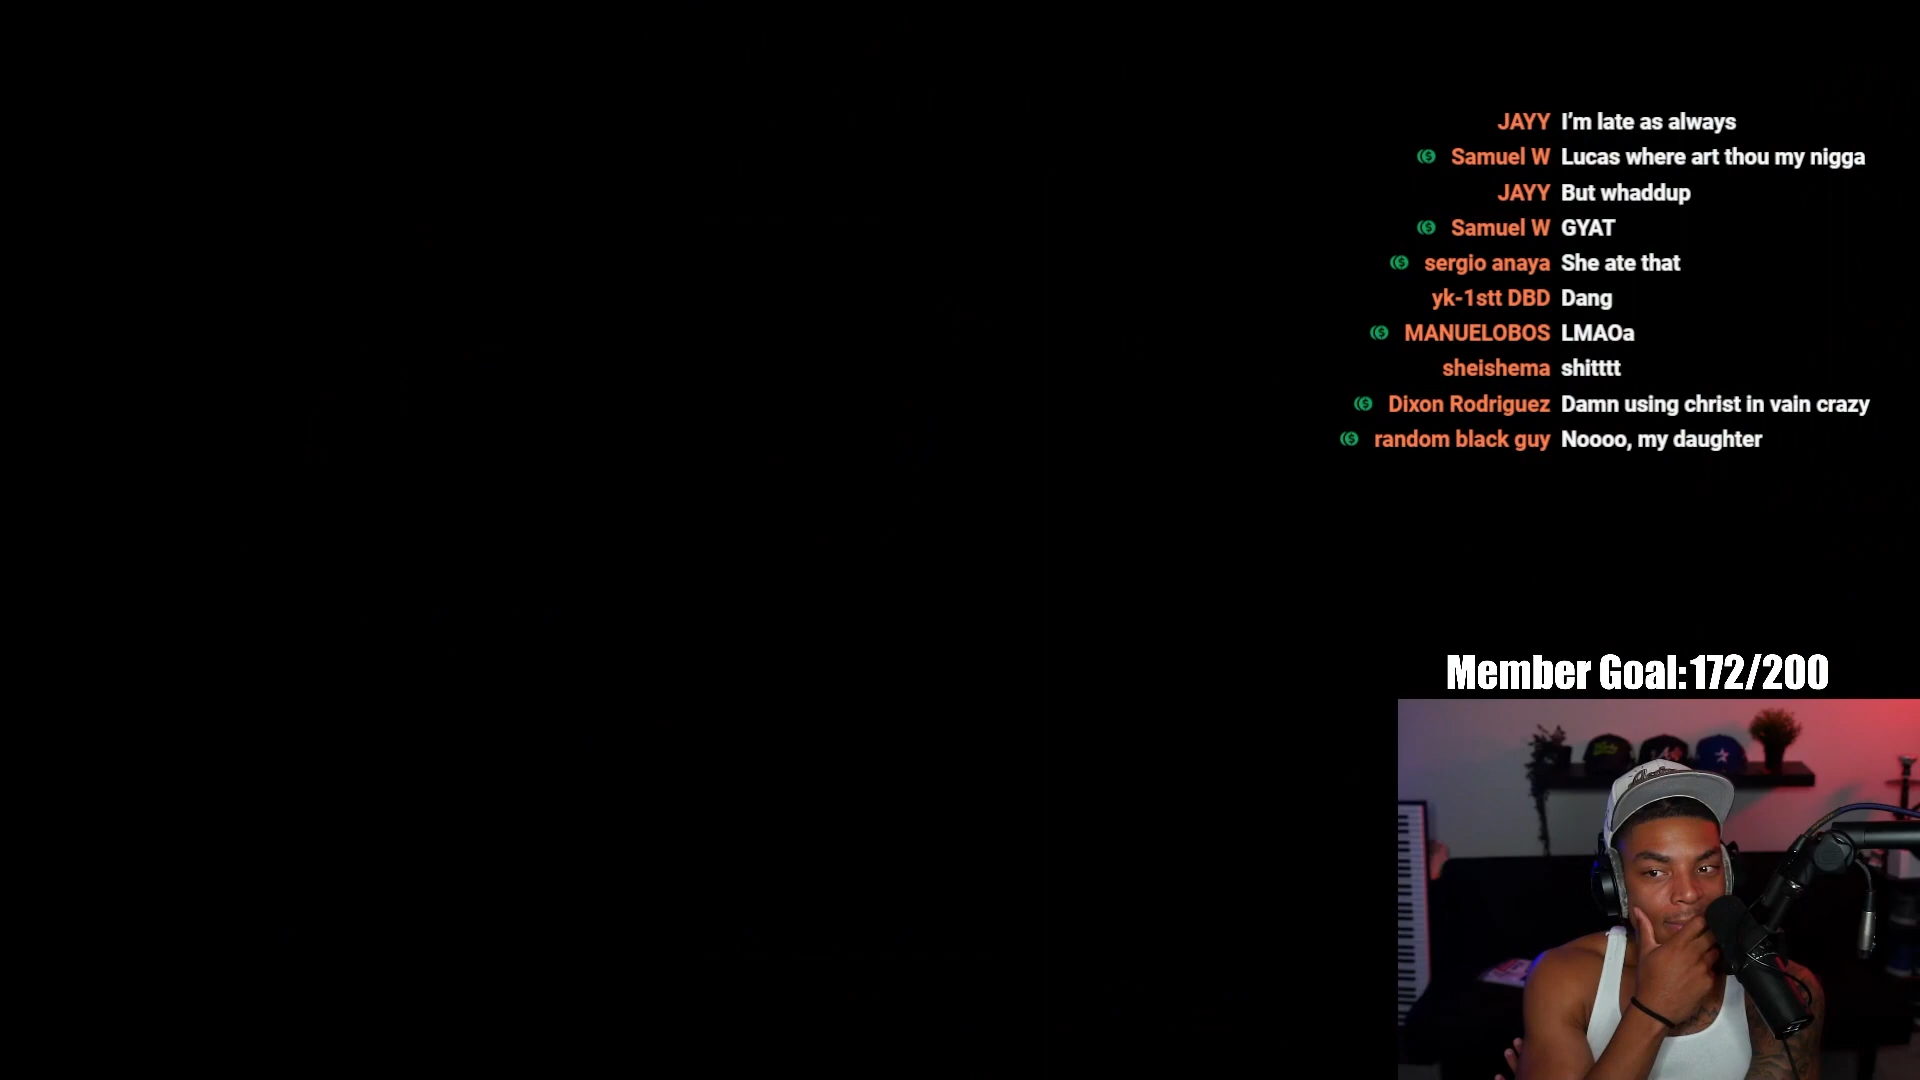 JAYY I'm late as always
Samuel W Lucas where art thou my nigga
JAYY But whaddup
Samuel W GYAT
sergio anaya She ate that
yk-1stt DBD Dang
MANUELOBOS LMAOa
sheishema shitttt
Dixon Rodriguez Damn using christ in vain crazy
random black guy Noooo, my daughter
Member Goal: 172/200